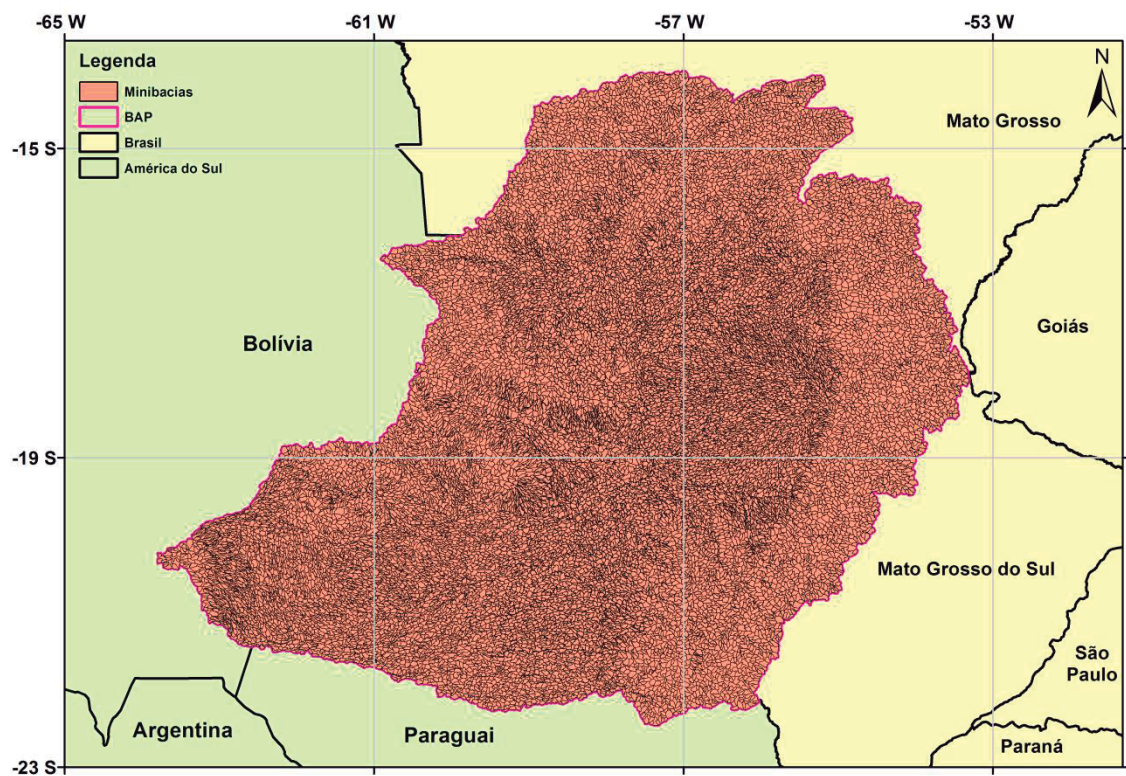 -65 W
-61 W
-57 W
-53 W
Legenda
Minibacias
BAP
Brasil
América do Sul
N
Mato Grosso
-15 S
Goiás
Bolívia
-19 S
Mato Grosso do Sul
São
Paulo
Argentina
Paraguai
Paraná
-23 S